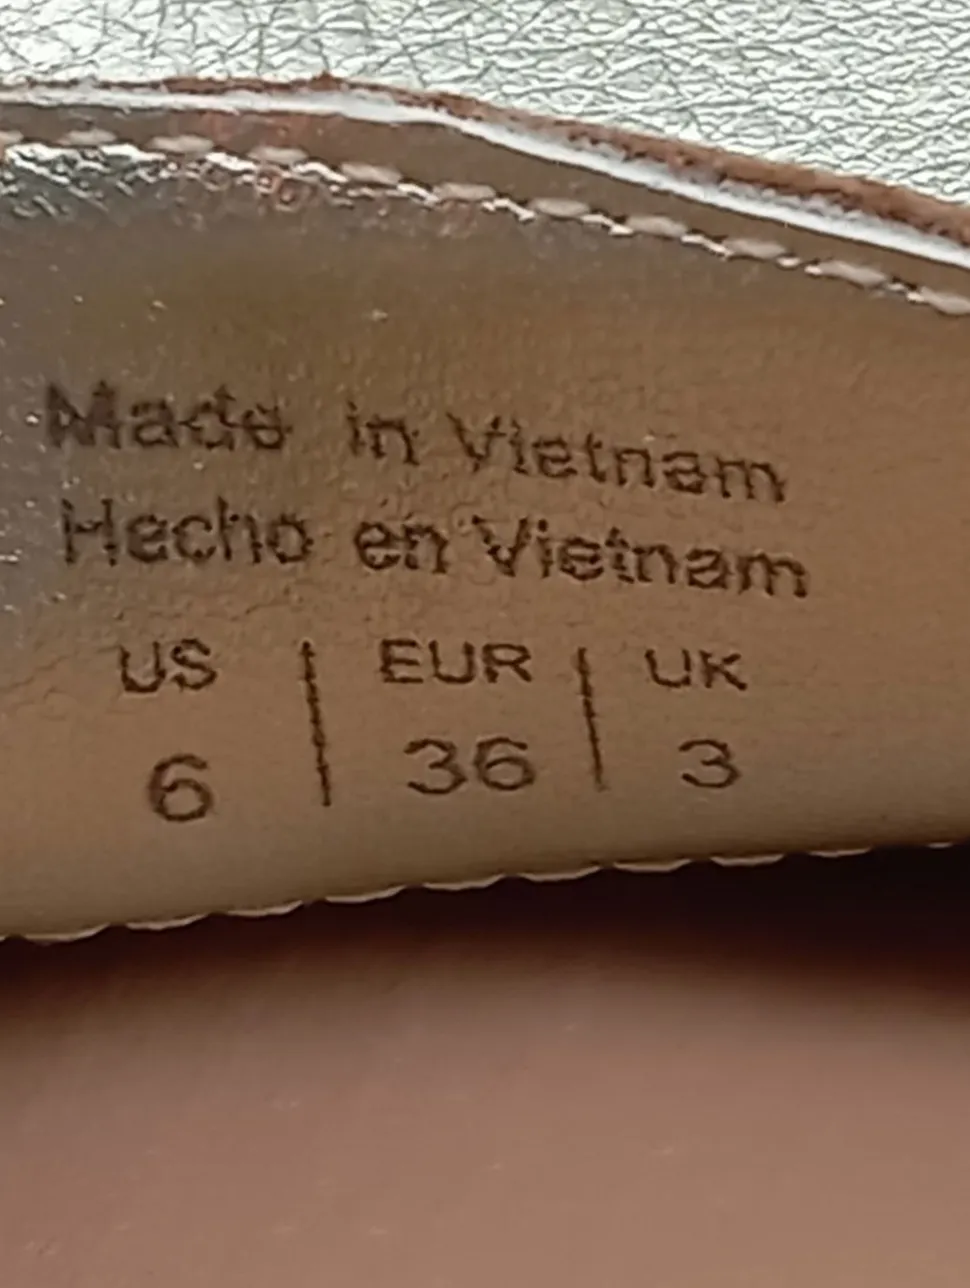 Made in Vietnam
Hecho en Vietnam
US | EUR | UK
6 | 36 | 3